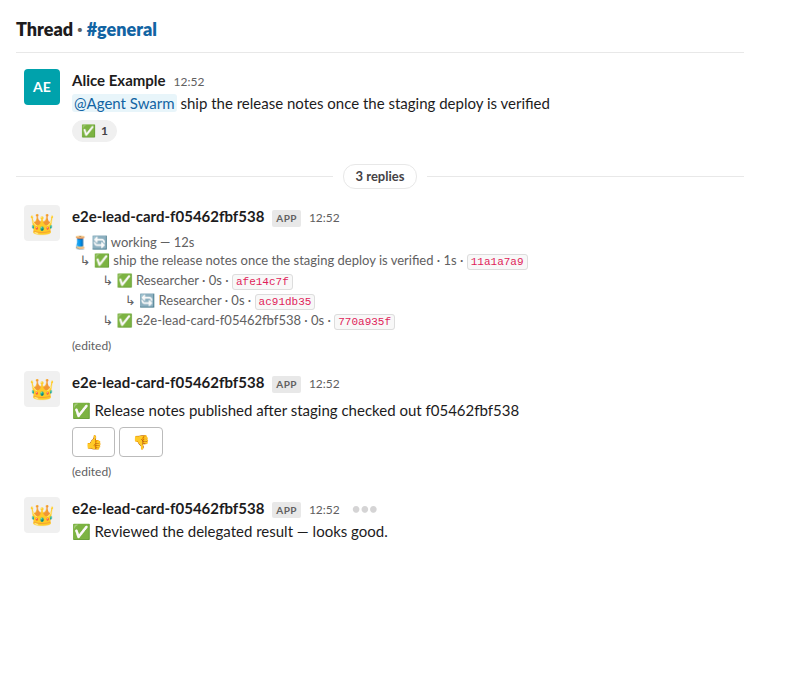 Thread • #general
AE
Alice Example 12:52
@Agent Swarm ship the release notes once the staging deploy is verified
✅ 1
3 replies
e2e-lead-card-f05462fbf538 APP 12:52
🧵 🔄 working — 12s
↳ ✅ ship the release notes once the staging deploy is verified · 1s · 11a1a7a9
↳ ✅ Researcher · 0s · afe14c7f
↳ 🔄 Researcher · 0s · ac91db35
↳ ✅ e2e-lead-card-f05462fbf538 · 0s · 770a935f
(edited)
e2e-lead-card-f05462fbf538 APP 12:52
✅ Release notes published after staging checked out f05462fbf538
👍 👎
(edited)
e2e-lead-card-f05462fbf538 APP 12:52
✅ Reviewed the delegated result — looks good.